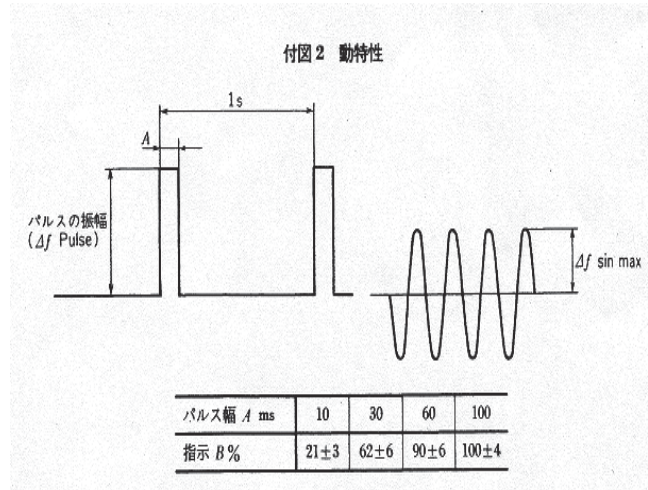 付図2 動特性
1s
A
パルスの振幅
(Δf Pulse)
Δf sin max
パルス幅 A ms 10 30 60 100
指示 B% 21±3 62±6 90±6 100±4